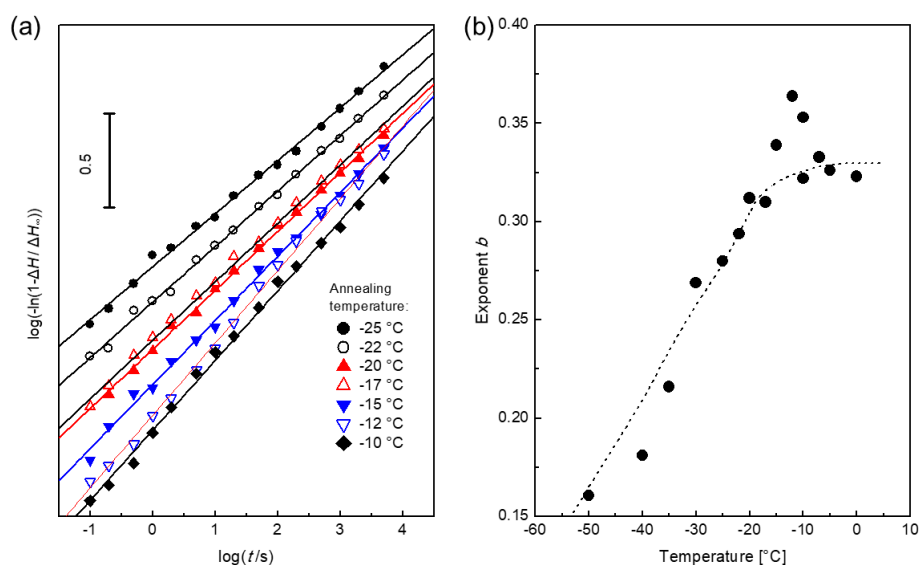 (a)
0.5
log(-ln(1-ΔH/ΔH∞))
Annealing
temperature:
-25 °C
-22 °C
-20 °C
-17 °C
-15 °C
-12 °C
-10 °C
-1 0 1 2 3 4
log(t/s)
(b)
0.40
0.35
0.30
0.25
0.20
0.15
Exponent b
-60 -50 -40 -30 -20 -10 0 10
Temperature [°C]